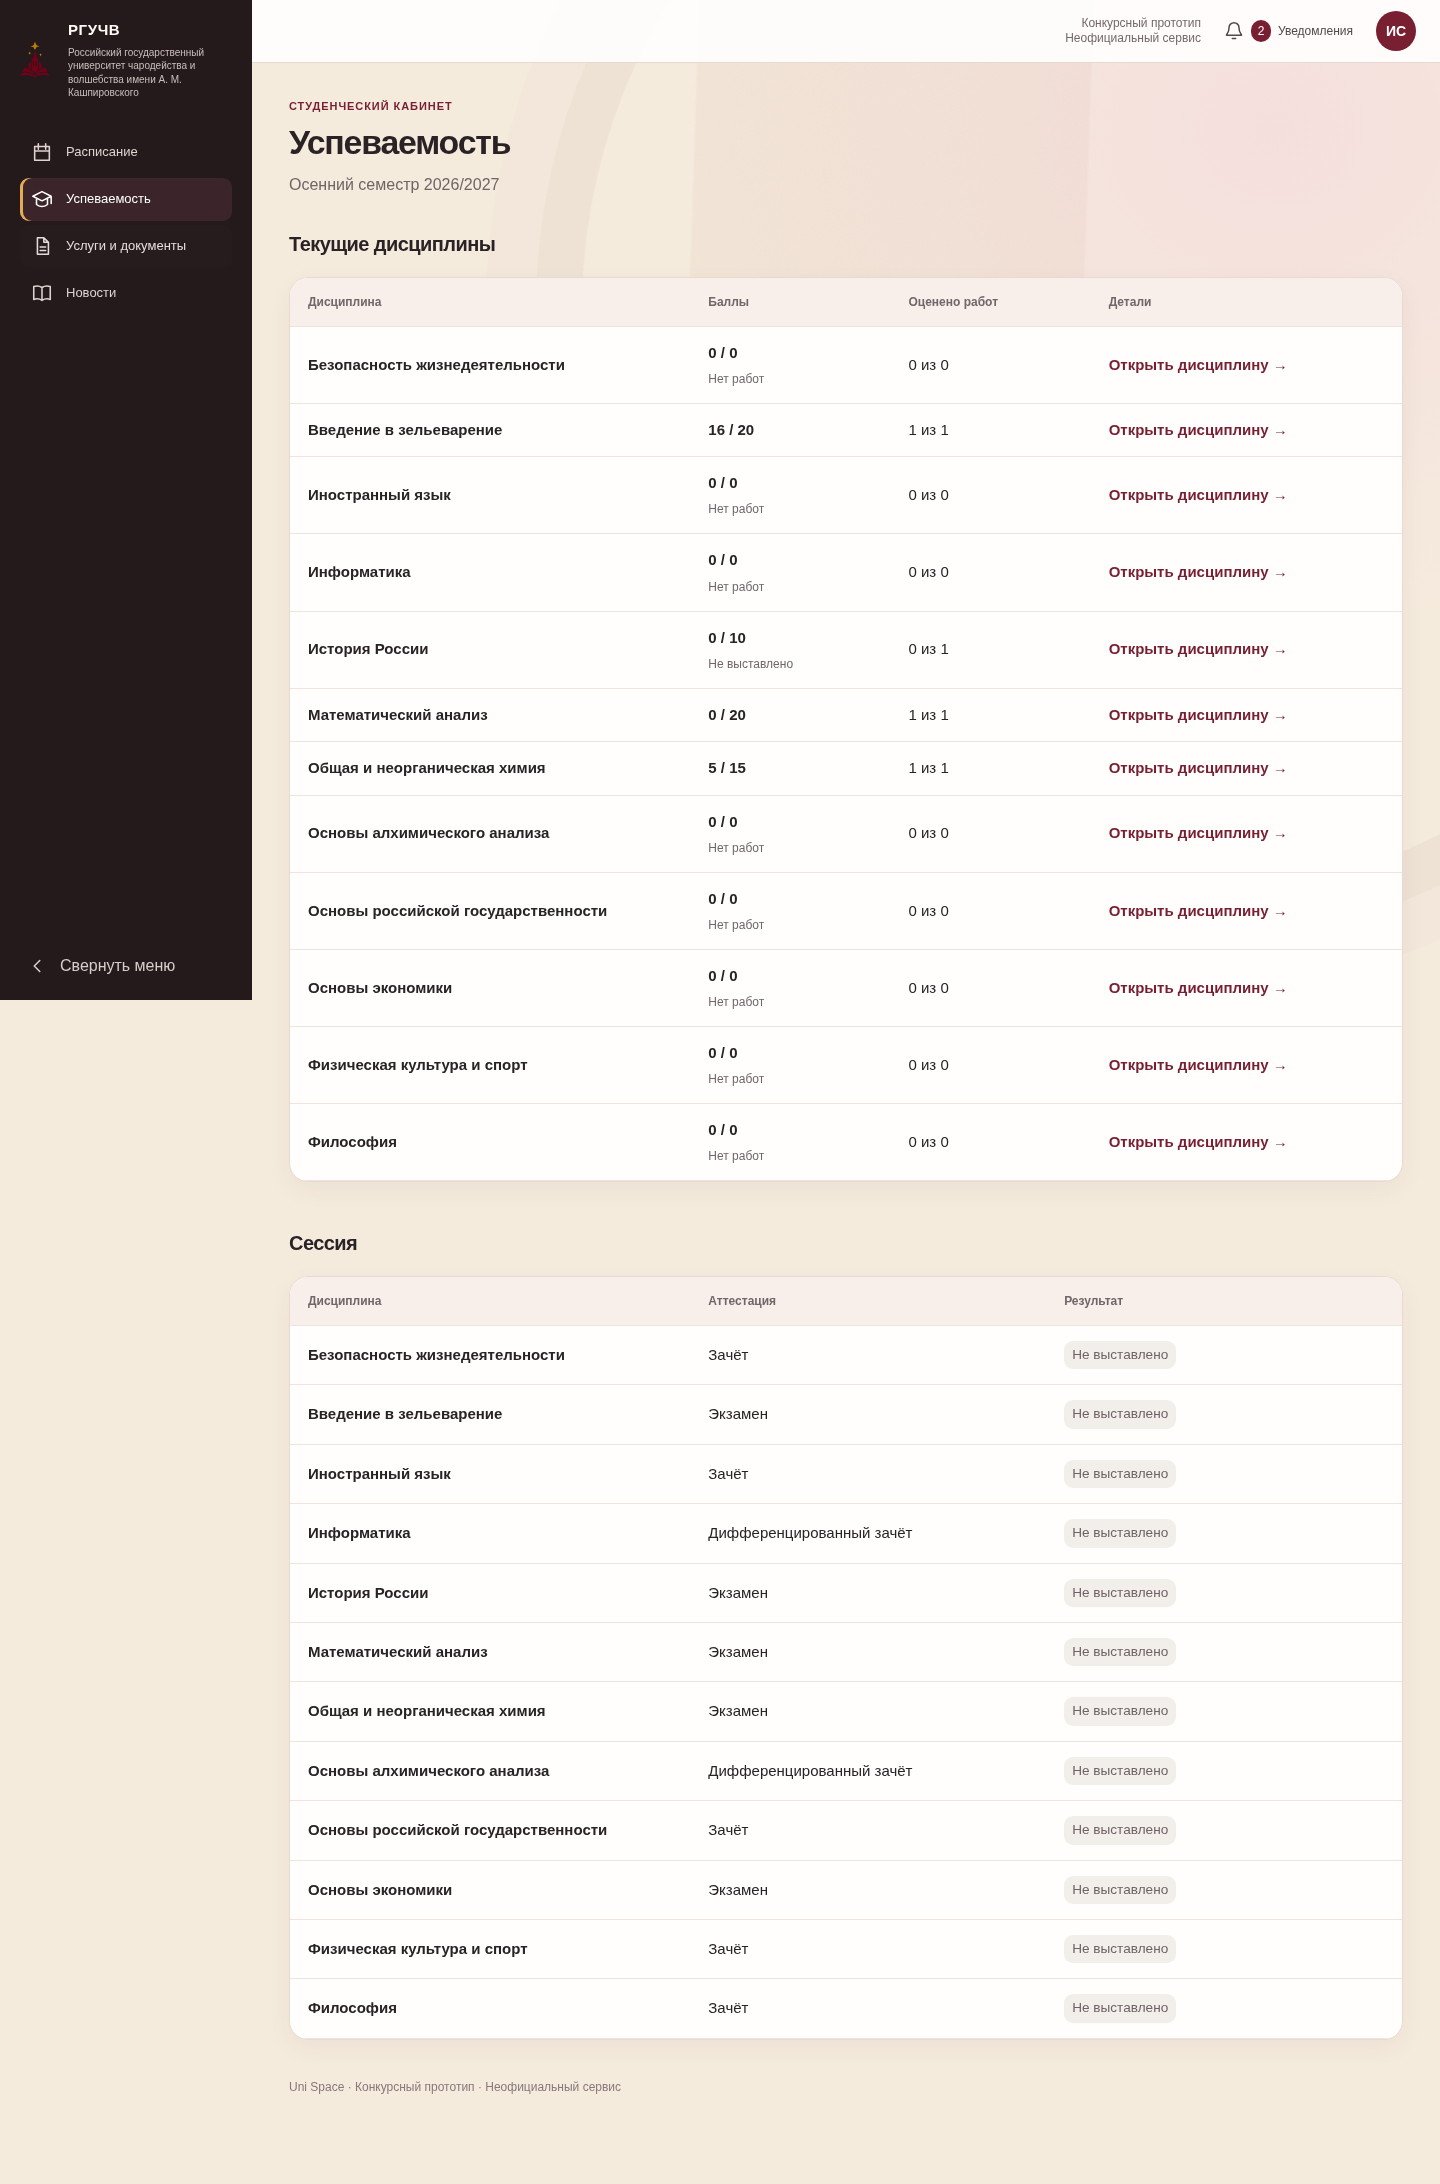 РГУЧВ
Российский государственный
университет чародейства и
волшебства имени А. М.
Кашпировского
Расписание
Успеваемость
Услуги и документы
Новости
Свернуть меню
Конкурсный прототип
Неофициальный сервис
2 Уведомления
ИС
СТУДЕНЧЕСКИЙ КАБИНЕТ
Успеваемость
Осенний семестр 2026/2027
Текущие дисциплины
Дисциплина Баллы Оценено работ Детали
Безопасность жизнедеятельности 0 / 0 Нет работ 0 из 0 Открыть дисциплину →
Введение в зельеварение 16 / 20 1 из 1 Открыть дисциплину →
Иностранный язык 0 / 0 Нет работ 0 из 0 Открыть дисциплину →
Информатика 0 / 0 Нет работ 0 из 0 Открыть дисциплину →
История России 0 / 10 Не выставлено 0 из 1 Открыть дисциплину →
Математический анализ 0 / 20 1 из 1 Открыть дисциплину →
Общая и неорганическая химия 5 / 15 1 из 1 Открыть дисциплину →
Основы алхимического анализа 0 / 0 Нет работ 0 из 0 Открыть дисциплину →
Основы российской государственности 0 / 0 Нет работ 0 из 0 Открыть дисциплину →
Основы экономики 0 / 0 Нет работ 0 из 0 Открыть дисциплину →
Физическая культура и спорт 0 / 0 Нет работ 0 из 0 Открыть дисциплину →
Философия 0 / 0 Нет работ 0 из 0 Открыть дисциплину →
Сессия
Дисциплина Аттестация Результат
Безопасность жизнедеятельности Зачёт Не выставлено
Введение в зельеварение Экзамен Не выставлено
Иностранный язык Зачёт Не выставлено
Информатика Дифференцированный зачёт Не выставлено
История России Экзамен Не выставлено
Математический анализ Экзамен Не выставлено
Общая и неорганическая химия Экзамен Не выставлено
Основы алхимического анализа Дифференцированный зачёт Не выставлено
Основы российской государственности Зачёт Не выставлено
Основы экономики Экзамен Не выставлено
Физическая культура и спорт Зачёт Не выставлено
Философия Зачёт Не выставлено
Uni Space · Конкурсный прототип · Неофициальный сервис